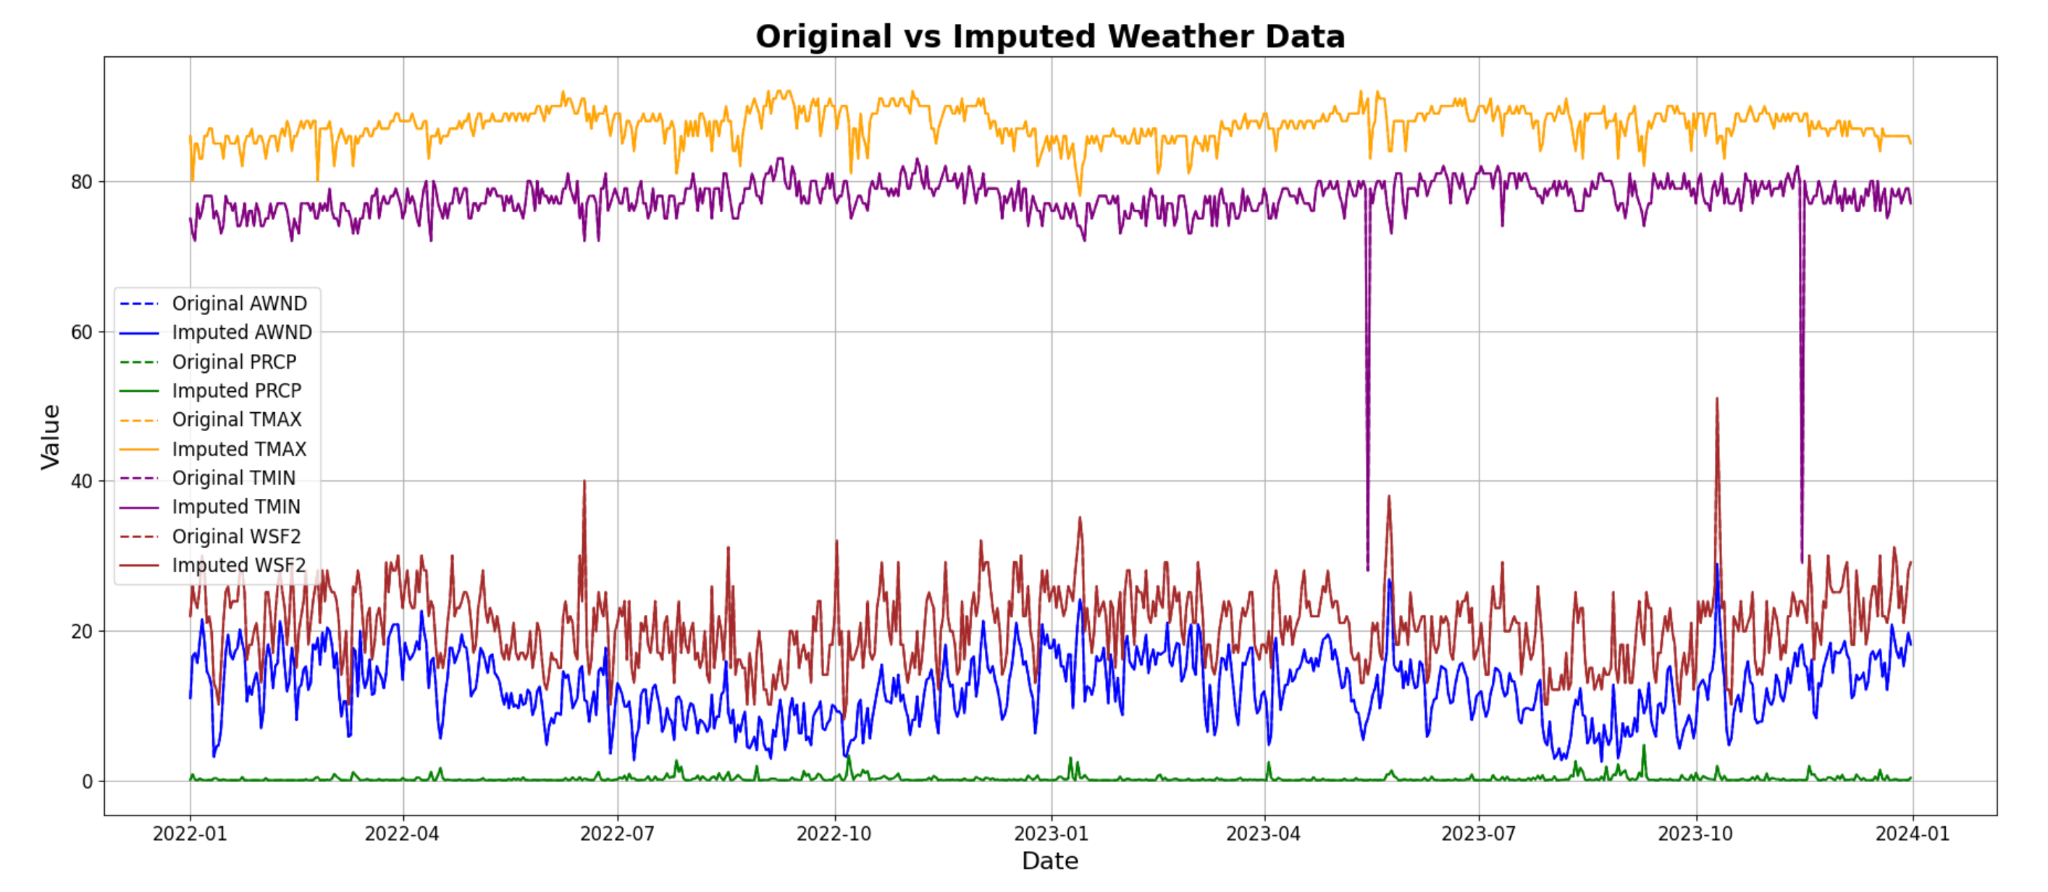 Original vs Imputed Weather Data
80
60
40
20
0
Value
Original AWND
Imputed AWND
Original PRCP
Imputed PRCP
Original TMAX
Imputed TMAX
Original TMIN
Imputed TMIN
Original WSF2
Imputed WSF2
2022-01 2022-04 2022-07 2022-10 2023-01 2023-04 2023-07 2023-10 2024-01
Date